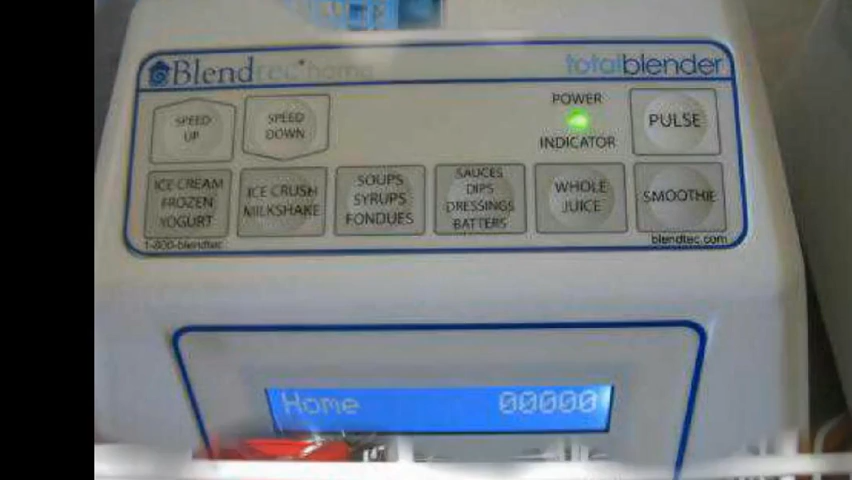 Blendtec home
totalblender
SPEED
UP
SPEED
DOWN
POWER
INDICATOR
PULSE
ICE CREAM
FROZEN
YOGURT
ICE CRUSH
MILKSHAKE
SOUPS
SYRUPS
FONDUES
SAUCES
DIPS
DRESSINGS
BATTERS
WHOLE
JUICE
SMOOTHIE
1-800-blendtec
blendtec.com
Home 00000